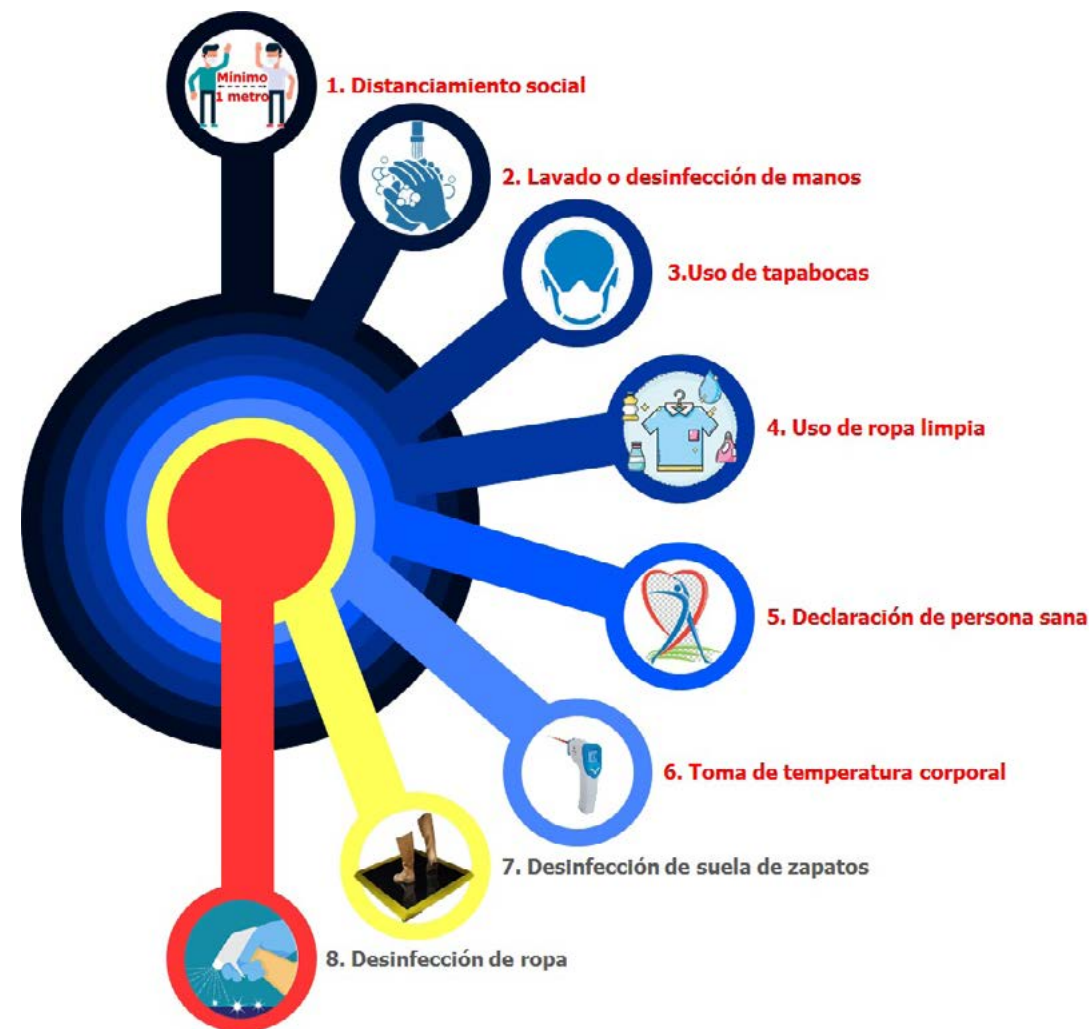 Mínimo
1 metro
1. Distanciamiento social
2. Lavado o desinfección de manos
3.Uso de tapabocas
4. Uso de ropa limpia
5. Declaración de persona sana
6. Toma de temperatura corporal
7. Desinfección de suela de zapatos
8. Desinfección de ropa